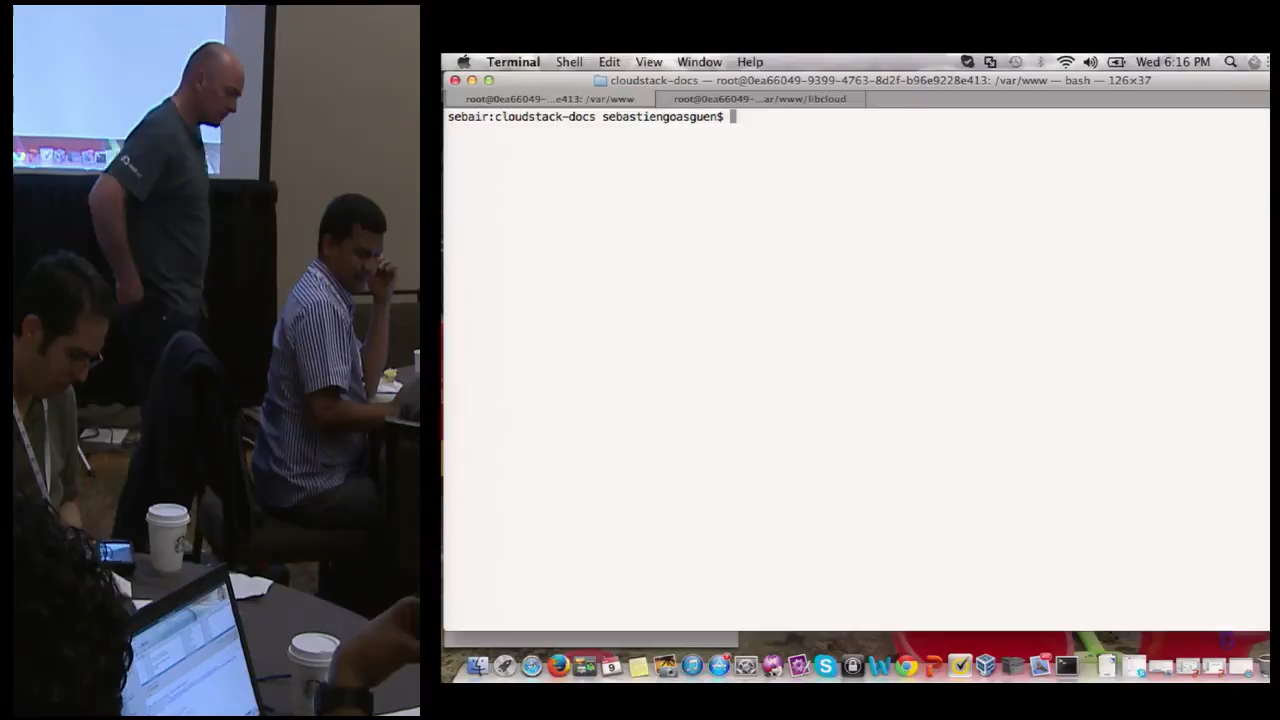 Terminal Shell Edit View Window Help Wed 6:16 PM
cloudstack-docs — root@0ea66049-9399-4763-8d2f-b96e9228e413: /var/www — bash — 126×37
root@0ea66049-...e413: /var/www root@0ea66049-...ar/www/libcloud
sebair:cloudstack-docs sebastiengoasguen$
9